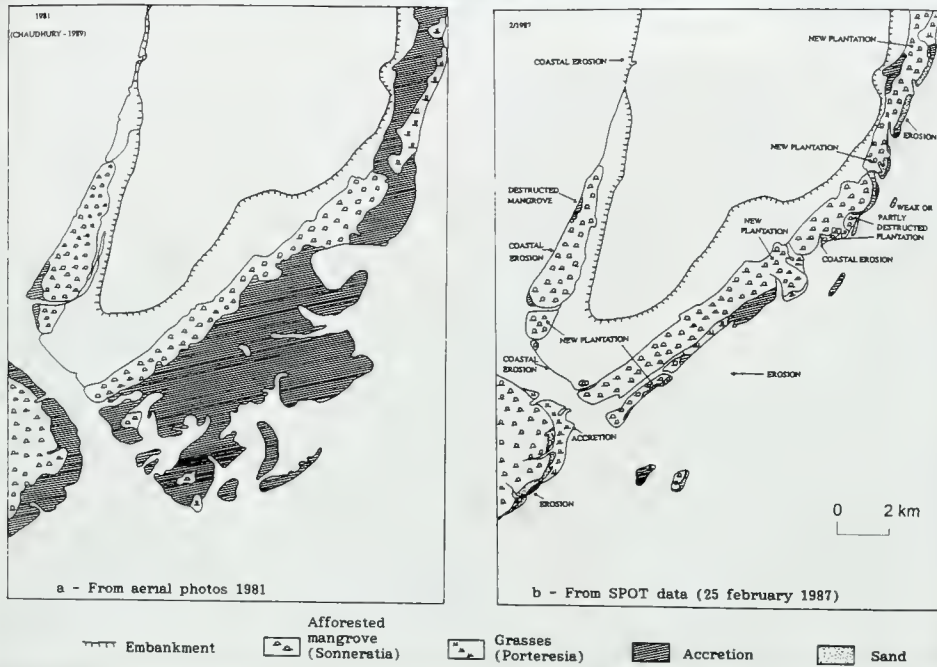 1981
(CHAUDHURY - 1989)
a - From aerial photos 1981
2/1987
NEW PLANTATION
COASTAL EROSION
EROSION
NEW PLANTATION
DESTRUCTED
MANGROVE
WEAK OR
PARTLY
DESTRUCTED
PLANTATION
NEW
PLANTATION
COASTAL
EROSION
COASTAL EROSION
NEW PLANTATION
COASTAL
EROSION
EROSION
ACCRETION
EROSION
0 2 km
b - From SPOT data (25 february 1987)
Embankment
Afforested
mangrove
(Sonneratia)
Grasses
(Porteresia)
Accretion
Sand